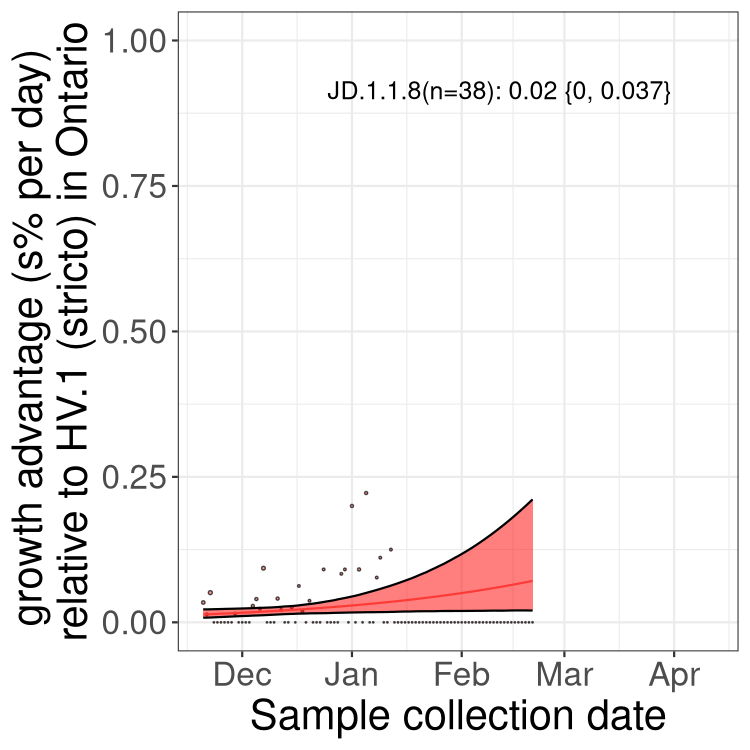 growth advantage (s% per day)
relative to HV.1 (stricto) in Ontario
1.00
0.75
0.50
0.25
0.00
JD.1.1.8(n=38): 0.02 {0, 0.037}
Dec Jan Feb Mar Apr
Sample collection date